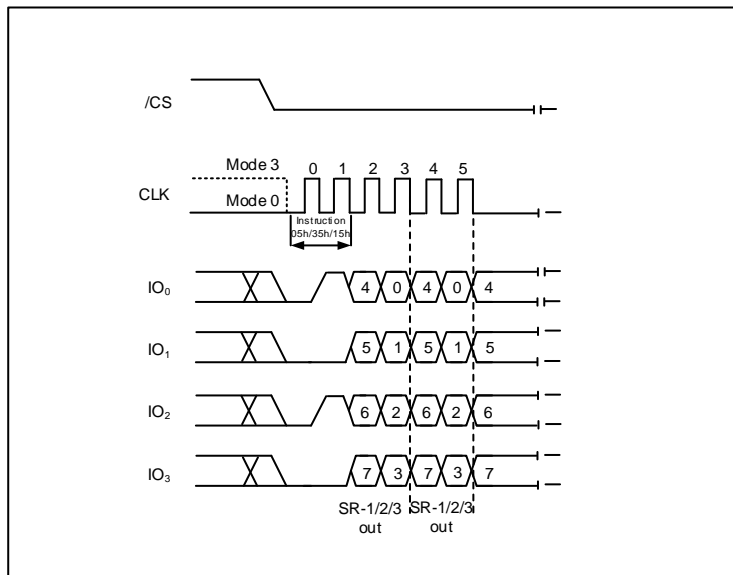 /CS
Mode 3
0 1 2 3 4 5
CLK
Mode 0
Instruction
05h/35h/15h
IO₀
4 0 4 0 4
IO₁
5 1 5 1 5
IO₂
6 2 6 2 6
IO₃
7 3 7 3 7
SR-1/2/3 SR-1/2/3
out out